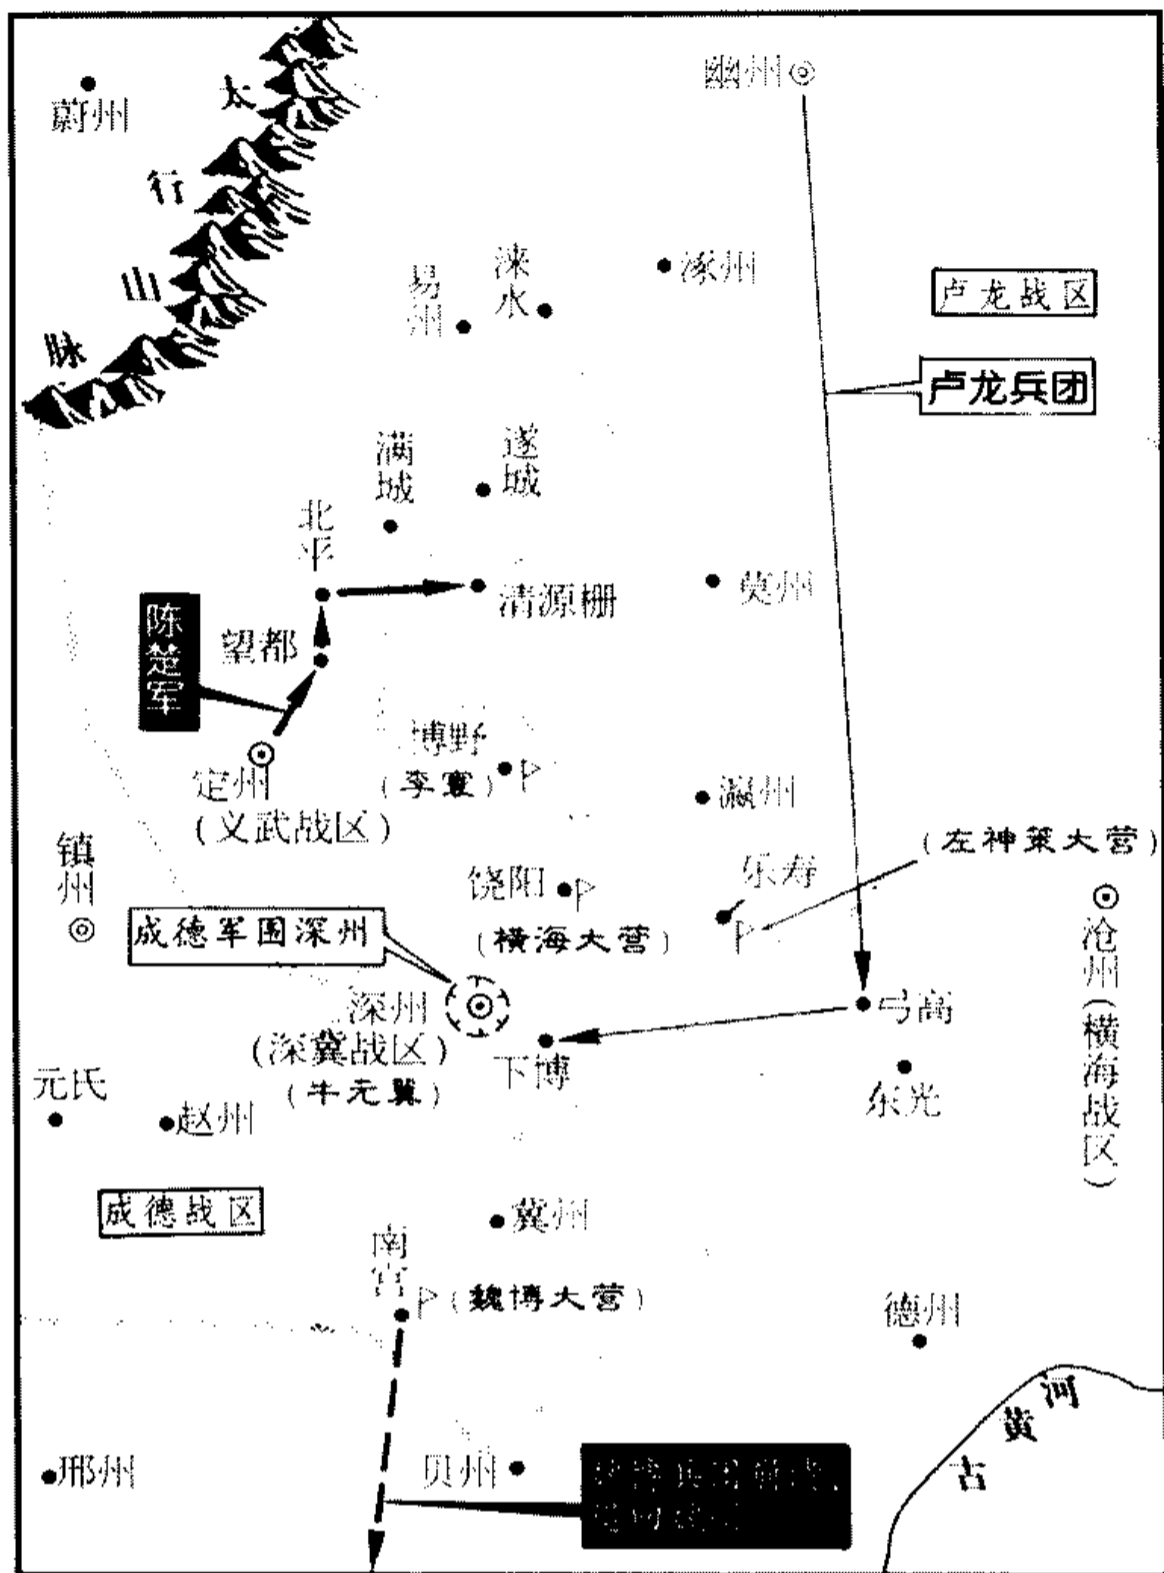 幽州
蔚州
太行山脉
涿州
涞水
易州
卢龙战区
卢龙兵团
遂城
满城
北平
清源栅
莫州
陈楚军
望都
博野
(李寰)
定州
(义武战区)
瀛州
(左神策大营)
镇州
饶阳
(横海大营)
乐寿
沧州(横海战区)
成德军围深州
深州
(深冀战区)
(牛元翼)
弓高
下博
东光
元氏
赵州
成德战区
冀州
南宫
(魏博大营)
德州
古黄河
邢州
贝州